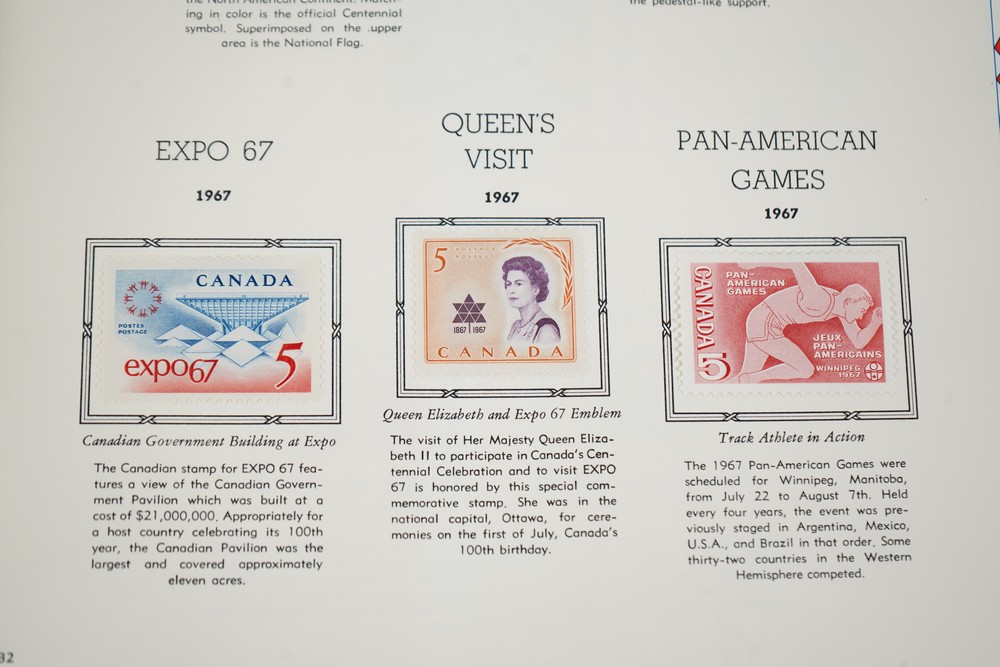 the North American Continent. Match-
ing in color is the official Centennial
symbol. Superimposed on the upper
area is the National Flag.
the pedestal-like support.
EXPO 67
1967
CANADA
POSTES
POSTAGE
expo67
5
Canadian Government Building at Expo
The Canadian stamp for EXPO 67 fea-
tures a view of the Canadian Govern-
ment Pavilion which was built at a
cost of $21,000,000. Appropriately for
a host country celebrating its 100th
year, the Canadian Pavilion was the
largest and covered approximately
eleven acres.
QUEEN'S
VISIT
1967
5
POSTAGE
POSTES
1867 1967
CANADA
Queen Elizabeth and Expo 67 Emblem
The visit of Her Majesty Queen Eliza-
beth II to participate in Canada's Cen-
tennial Celebration and to visit EXPO
67 is honored by this special com-
memorative stamp. She was in the
national capital, Ottawa, for cere-
monies on the first of July, Canada's
100th birthday.
PAN-AMERICAN
GAMES
1967
CANADA
5
PAN-
AMERICAN
GAMES
JEUX
PAN-
AMERICAINS
WINNIPEG
1967
Track Athlete in Action
The 1967 Pan-American Games were
scheduled for Winnipeg, Manitoba,
from July 22 to August 7th. Held
every four years, the event was pre-
viously staged in Argentina, Mexico,
U.S.A., and Brazil in that order. Some
thirty-two countries in the Western
Hemisphere competed.
32